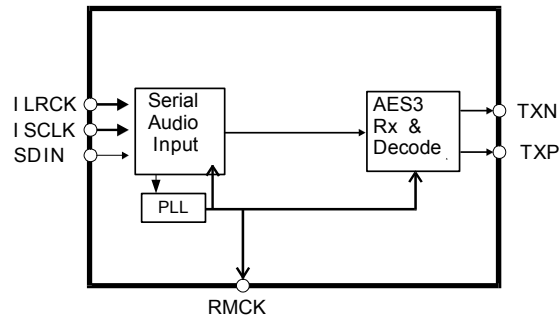 ILRCK
ISCLK
SDIN
Serial
Audio
Input
PLL
AES3
Rx &
Decode
TXN
TXP
RMCK